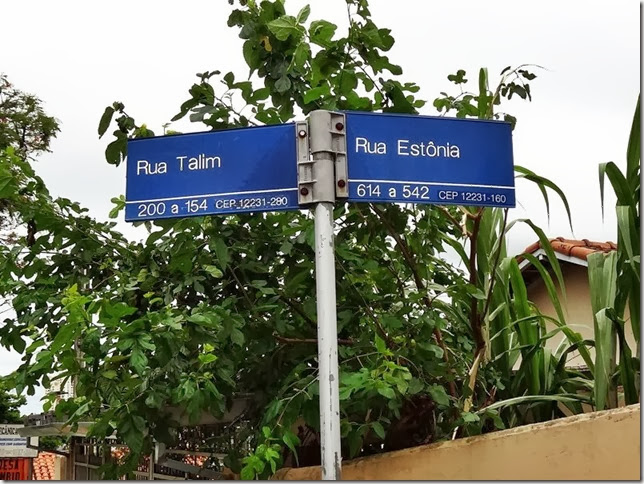 Rua Talim
200 a 154 CEP 12231-280
Rua Estônia
614 a 542 CEP 12231-160